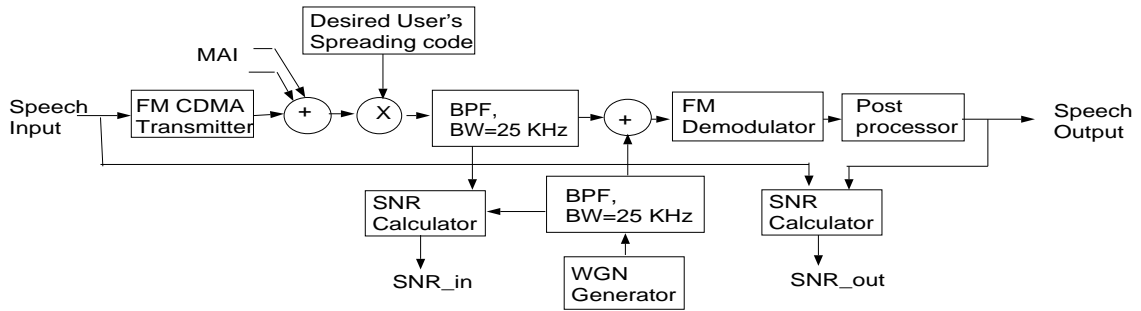 Desired User's
Spreading code
MAI
Speech
Input
FM CDMA
Transmitter
+
X
BPF,
BW=25 KHz
+
FM
Demodulator
Post
processor
Speech
Output
SNR
Calculator
BPF,
BW=25 KHz
SNR
Calculator
SNR_in
WGN
Generator
SNR_out